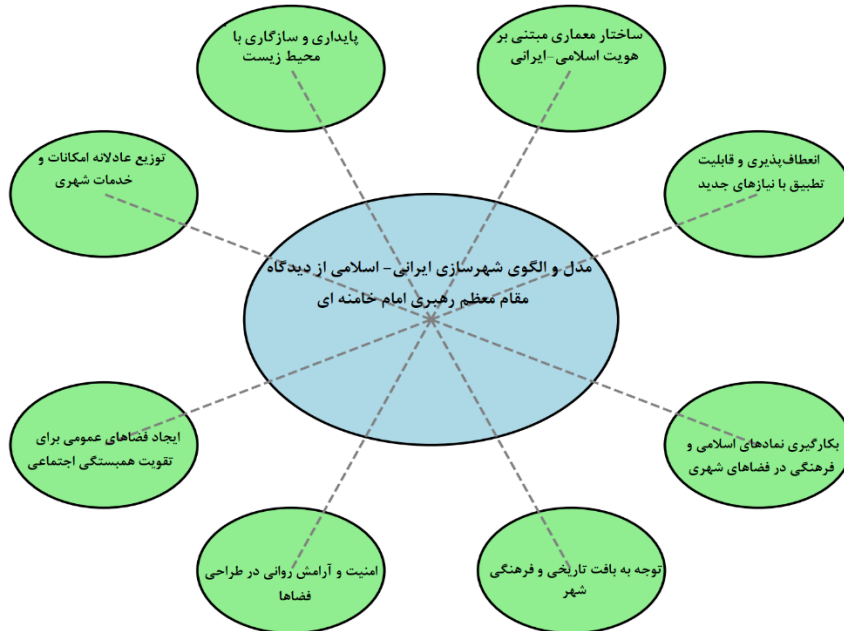 ساختار معماری مبتنی بر
هویت اسلامی-ایرانی
پایداری و سازگاری با
محیط زیست
انعطاف‌پذیری و قابلیت
تطبیق با نیازهای جدید
توزیع عادلانه امکانات و
خدمات شهری
مدل و الگوی شهرسازی ایرانی- اسلامی از دیدگاه
مقام معظم رهبری امام خامنه ای
بکارگیری نمادهای اسلامی و
فرهنگی در فضاهای شهری
ایجاد فضاهای عمومی برای
تقویت همبستگی اجتماعی
توجه به بافت تاریخی و فرهنگی
شهر
امنیت و آرامش روانی در طراحی
فضاها